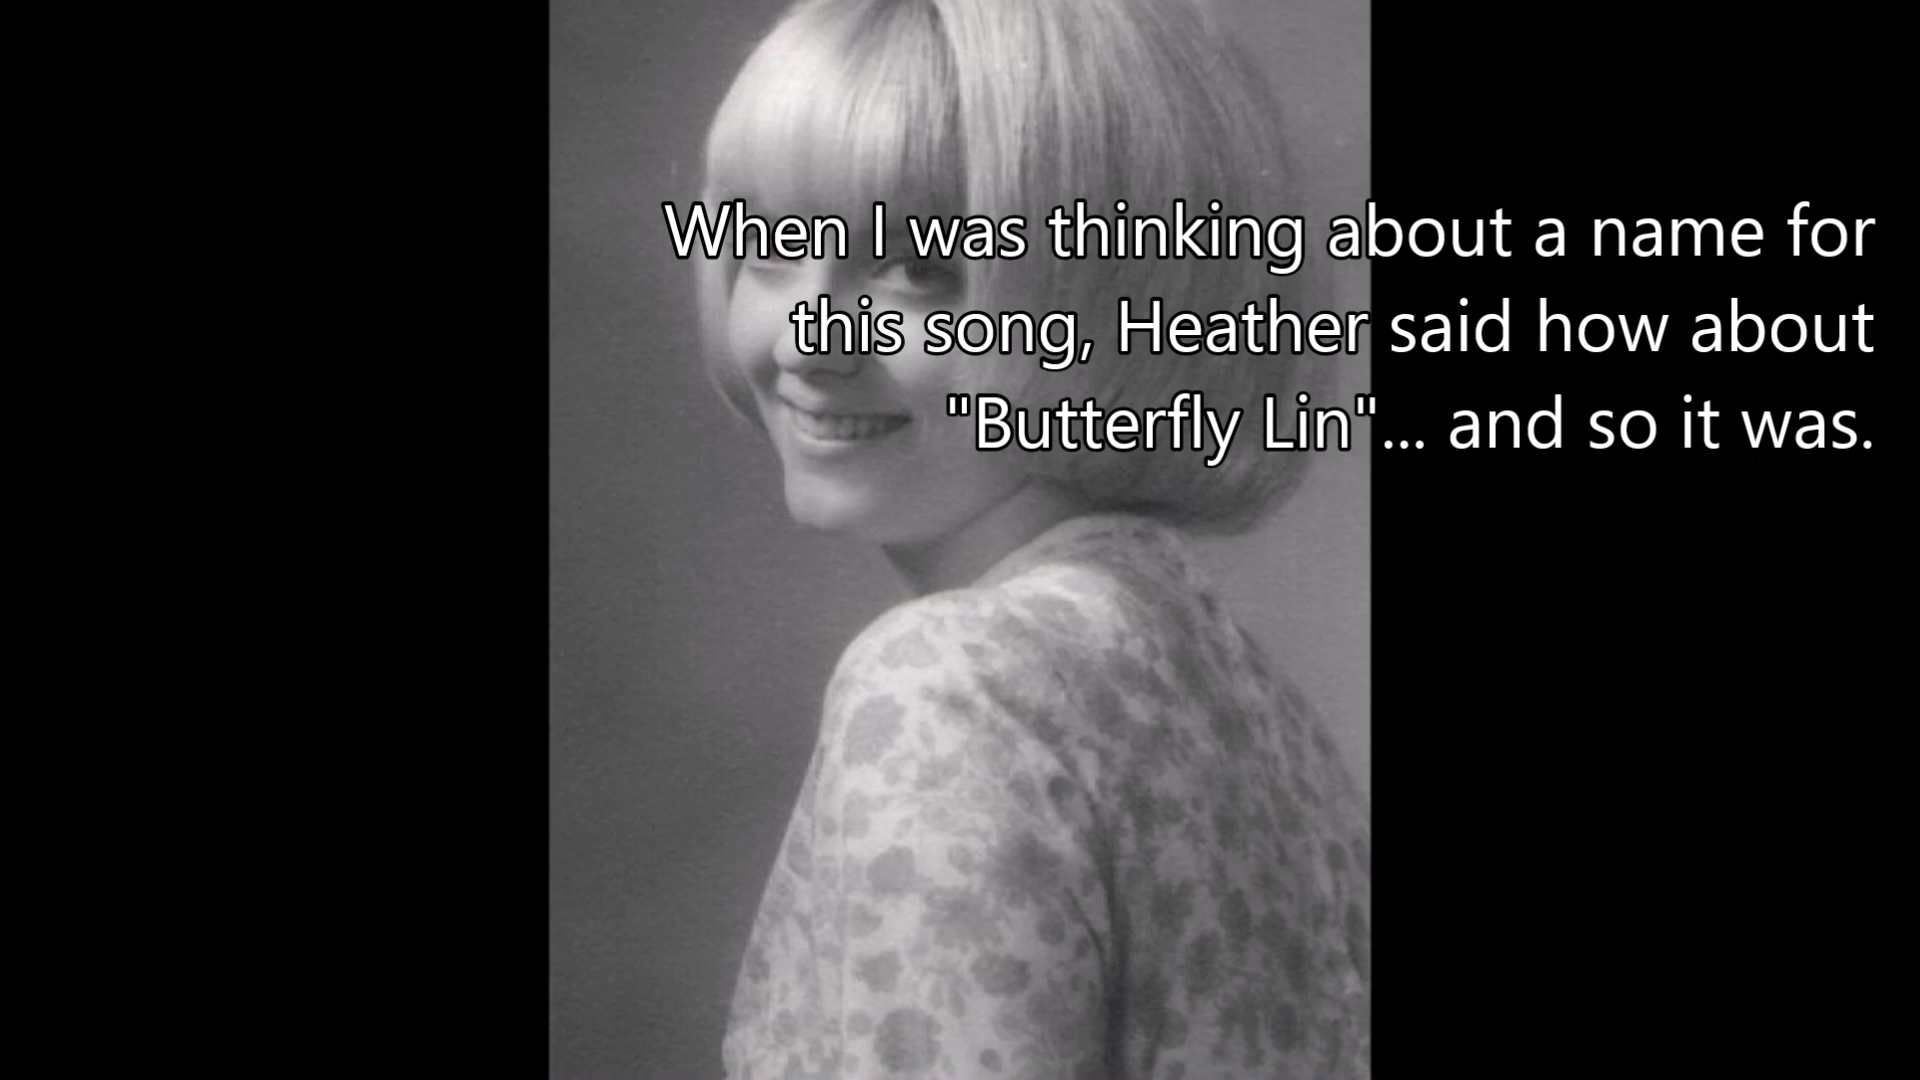 When I was thinking about a name for
this song, Heather said how about
"Butterfly Lin"... and so it was.